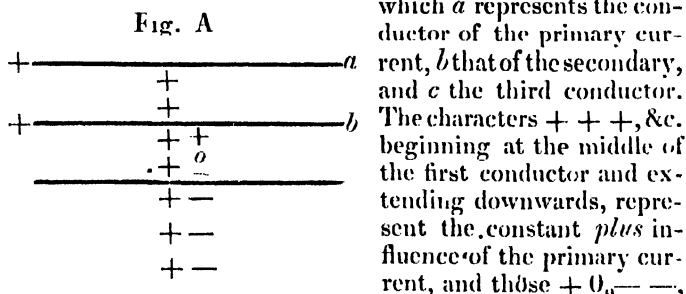 Fig. A
+ a
+
+
+ b
+ +
+ o
—
+ —
+ —
+ —
which a represents the con-
ductor of the primary cur-
rent, b that of the secondary,
and c the third conductor.
The characters + + +, &c.
beginning at the middle of
the first conductor and ex-
tending downwards, repre-
sent the constant plus in-
fluence of the primary cur-
rent, and those + 0 — —,